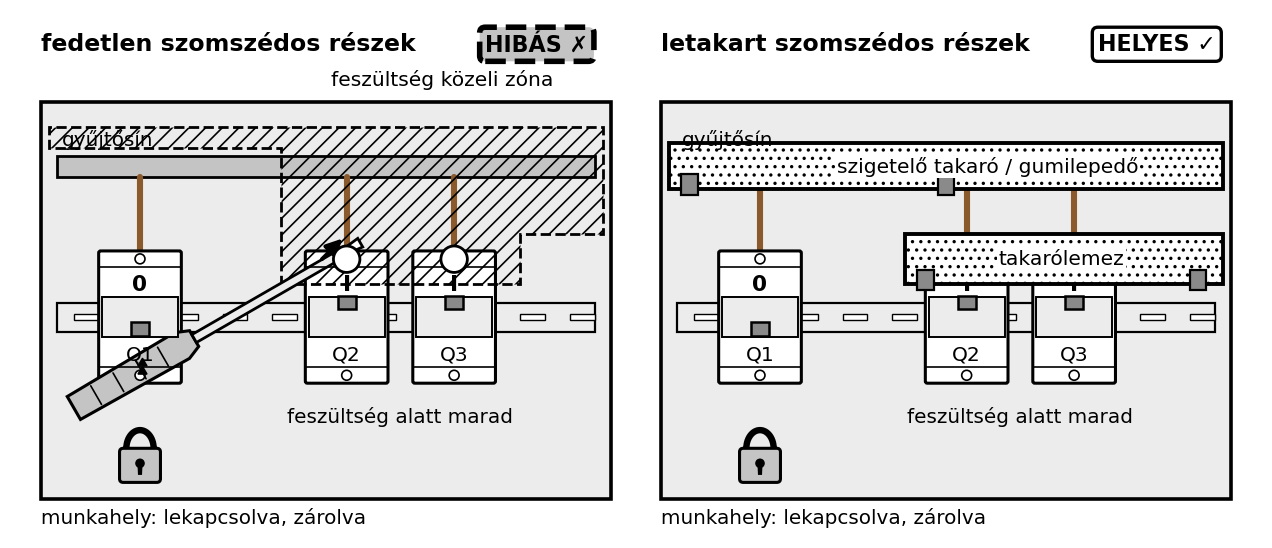 fedetlen szomszédos részek
HIBÁS ✗
feszültség közeli zóna
gyűjtősín
0
I
I
Q1
Q2
Q3
feszültség alatt marad
munkahely: lekapcsolva, zárolva
letakart szomszédos részek
HELYES ✓
gyűjtősín
szigetelő takaró / gumilepedő
takarólemez
0
Q1
Q2
Q3
feszültség alatt marad
munkahely: lekapcsolva, zárolva